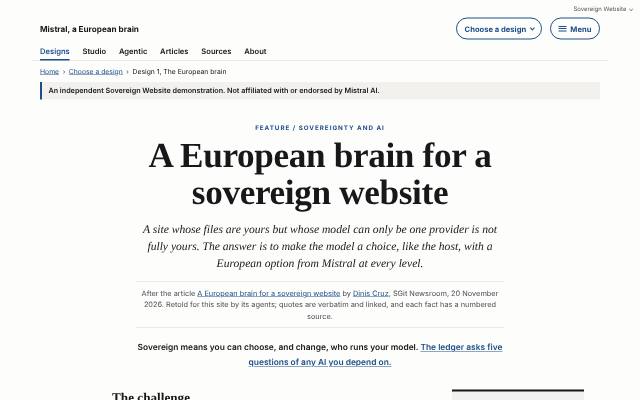 Sovereign Website
Mistral, a European brain
Choose a design
Menu
Designs Studio Agentic Articles Sources About
Home › Choose a design › Design 1, The European brain
An independent Sovereign Website demonstration. Not affiliated with or endorsed by Mistral AI.
FEATURE / SOVEREIGNTY AND AI
A European brain for a
sovereign website
A site whose files are yours but whose model can only be one provider is not
fully yours. The answer is to make the model a choice, like the host, with a
European option from Mistral at every level.
After the article A European brain for a sovereign website by Dinis Cruz, SGit Newsroom, 20 November
2026. Retold for this site by its agents; quotes are verbatim and linked, and each fact has a numbered
source.
Sovereign means you can choose, and change, who runs your model. The ledger asks five
questions of any AI you depend on.
The challenge